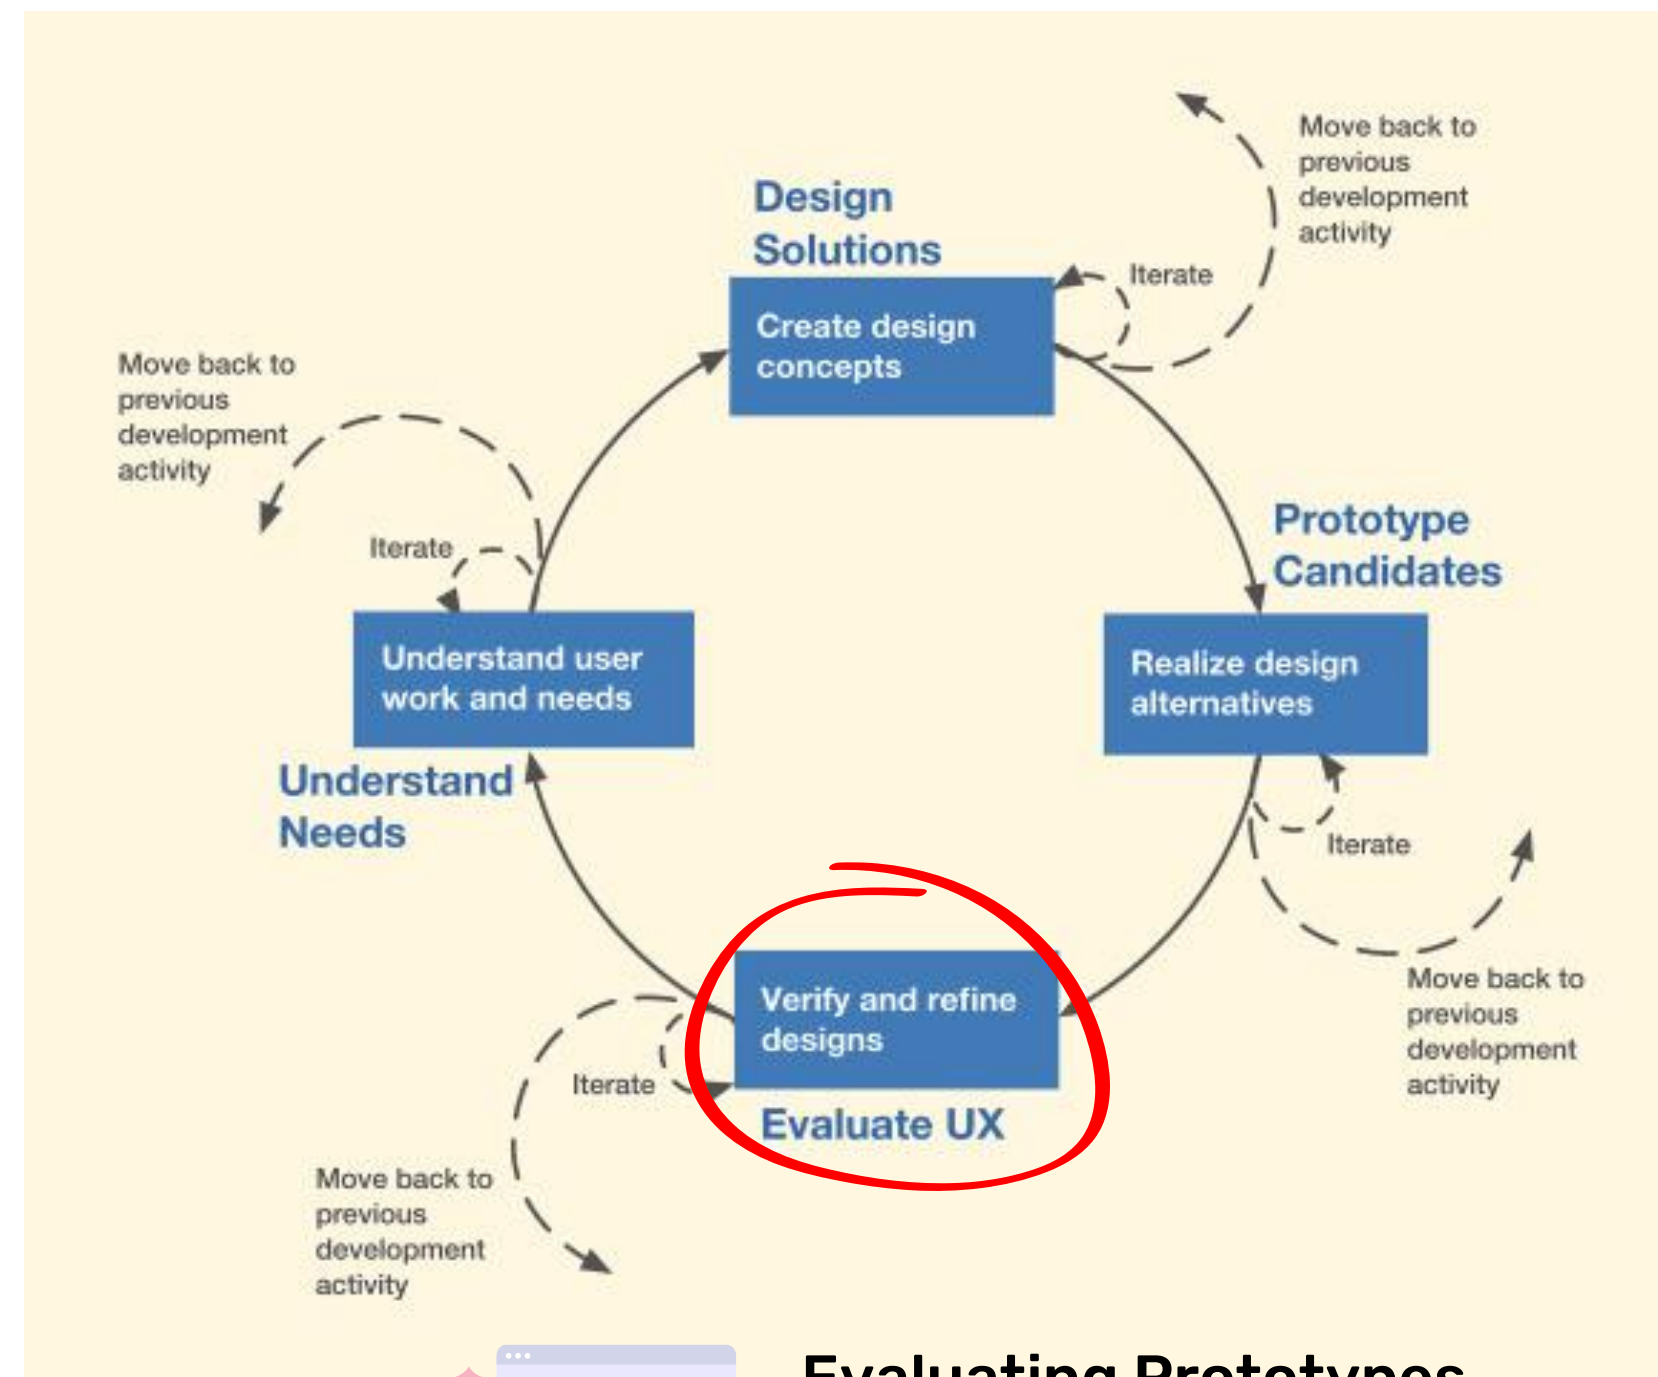 Move back to
previous
development
activity
Design
Solutions
Iterate
Create design
concepts
Move back to
previous
development
activity
Iterate
Prototype
Candidates
Understand user
work and needs
Realize design
alternatives
Understand
Needs
Iterate
Move back to
previous
development
activity
Verify and refine
designs
Iterate
Evaluate UX
Move back to
previous
development
activity
Evaluating Prototypes